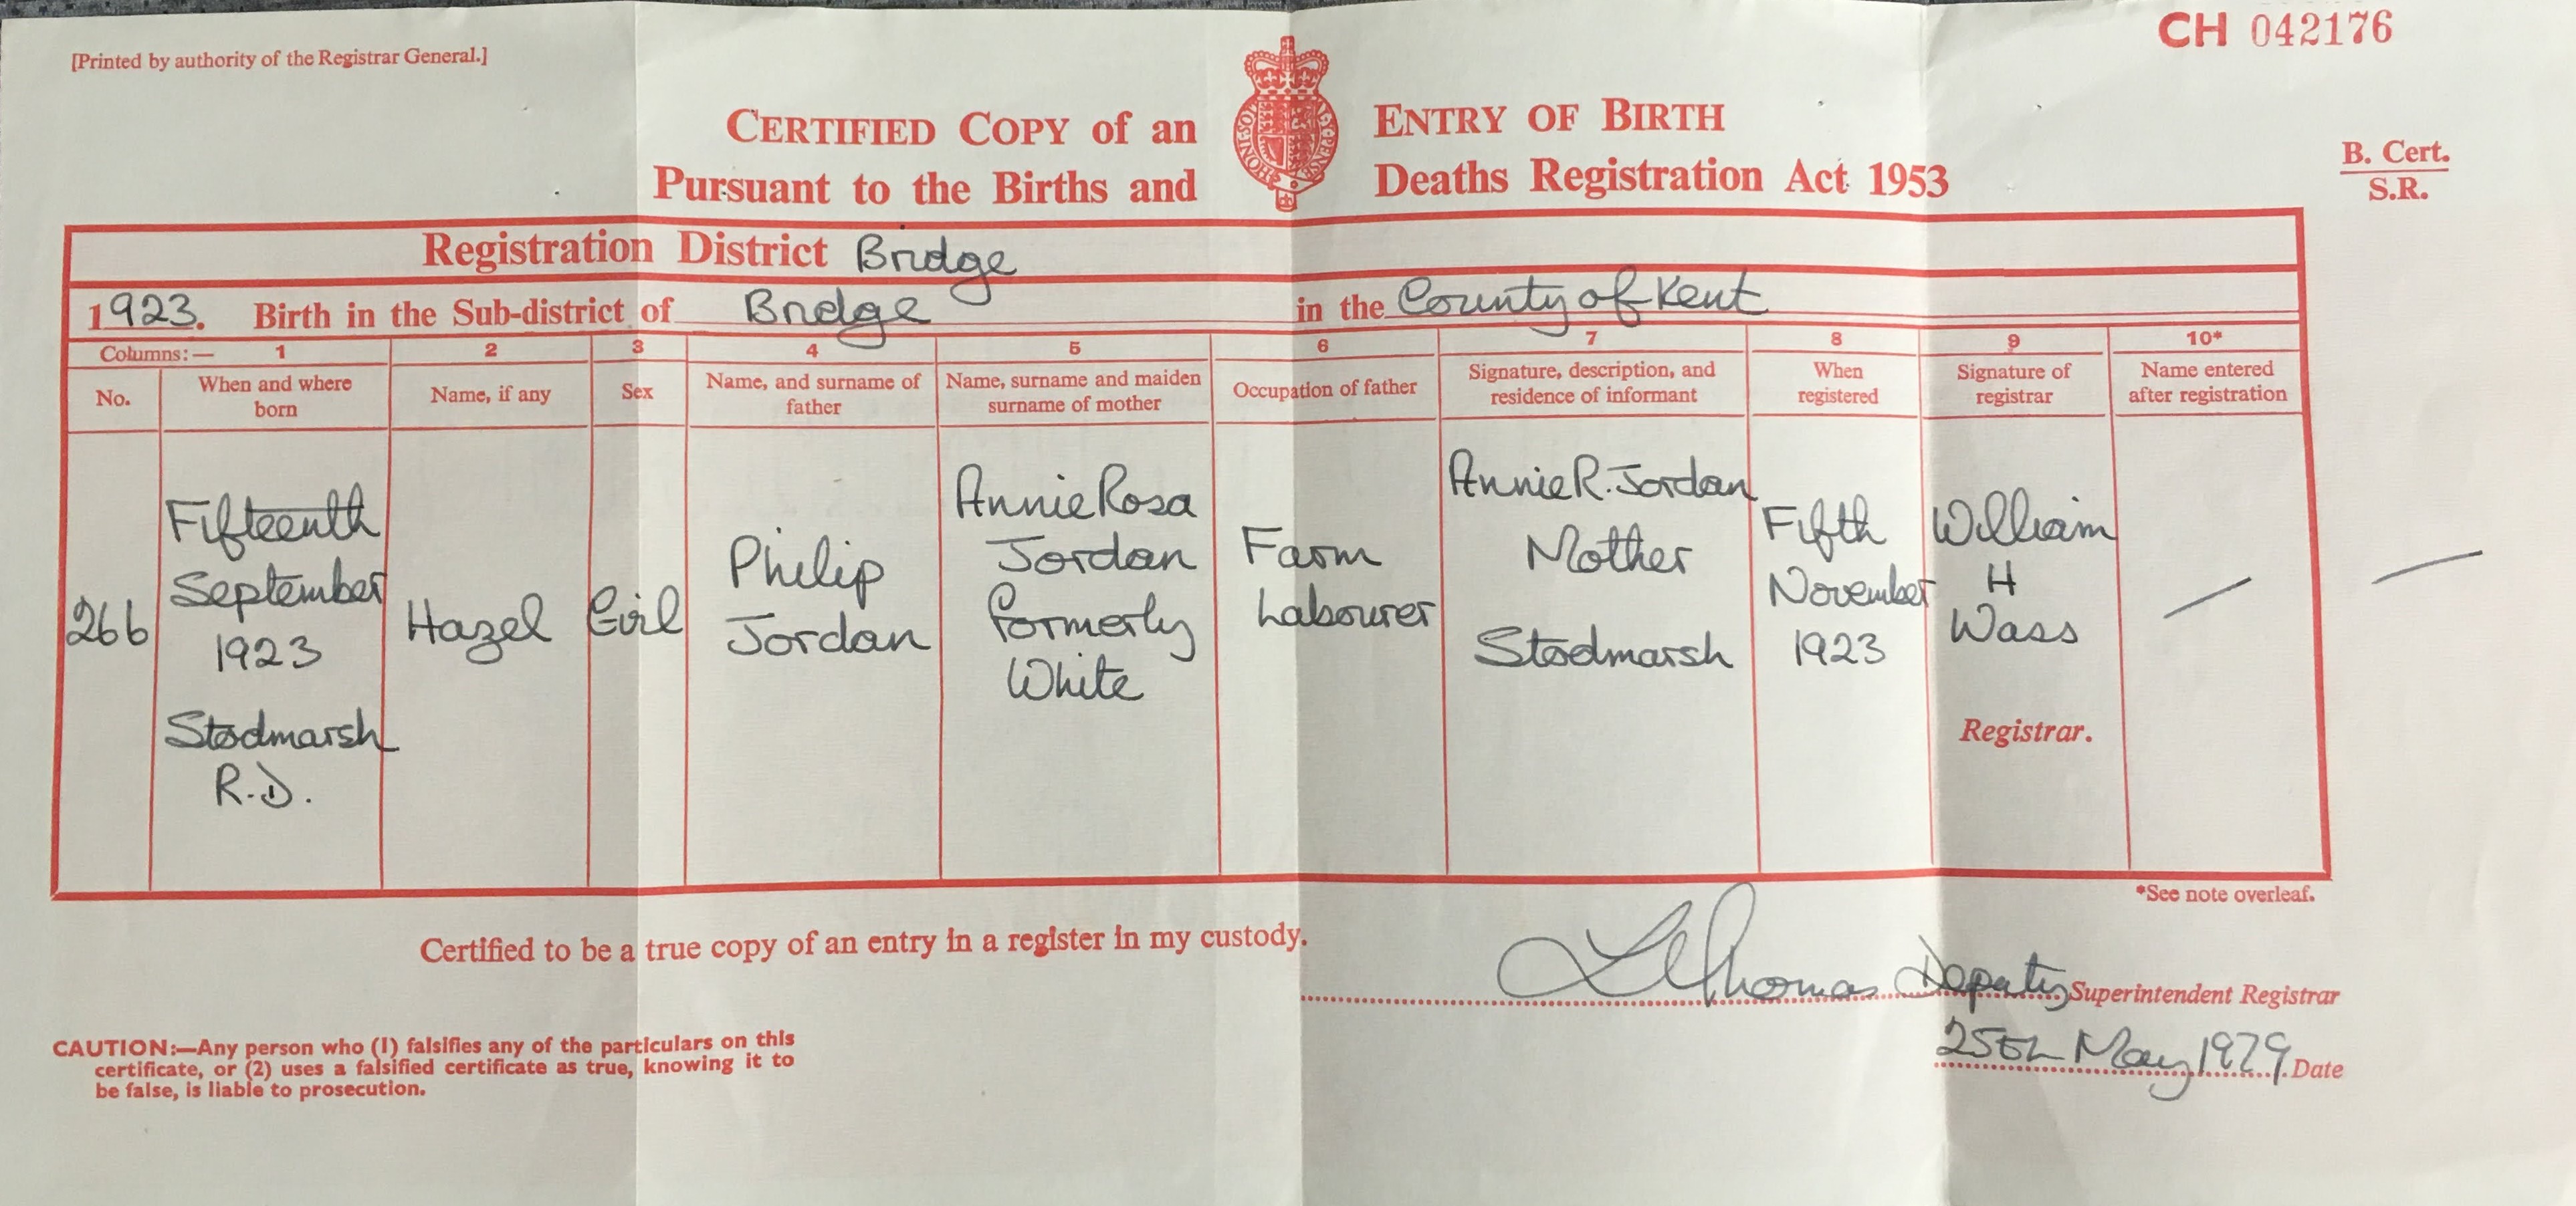 CH 042176
[Printed by authority of the Registrar General.]
CERTIFIED COPY of an ENTRY OF BIRTH
Pursuant to the Births and Deaths Registration Act 1953
B. Cert.
S.R.
Registration District Bridge
1923. Birth in the Sub-district of Bridge in the County of Kent
Columns:— 1 2 3 4 5 6 7 8 9 10*
No.
When and where
born
Name, if any
Sex
Name, and surname of
father
Name, surname and maiden
surname of mother
Occupation of father
Signature, description, and
residence of informant
When
registered
Signature of
registrar
Name entered
after registration
266
Fifteenth
September
1923
Stodmarsh
R.D.
Hazel
Girl
Philip
Jordan
Annie Rosa
Jordan
formerly
White
Farm
Labourer
Annie R. Jordan
Mother
Stodmarsh
Fifth
November
1923
William
H
Wass
Registrar.
*See note overleaf.
Certified to be a true copy of an entry in a register in my custody.
Thomas Deputy Superintendent Registrar
25th May 1979 Date
CAUTION:—Any person who (1) falsifies any of the particulars on this
certificate, or (2) uses a falsified certificate as true, knowing it to
be false, is liable to prosecution.